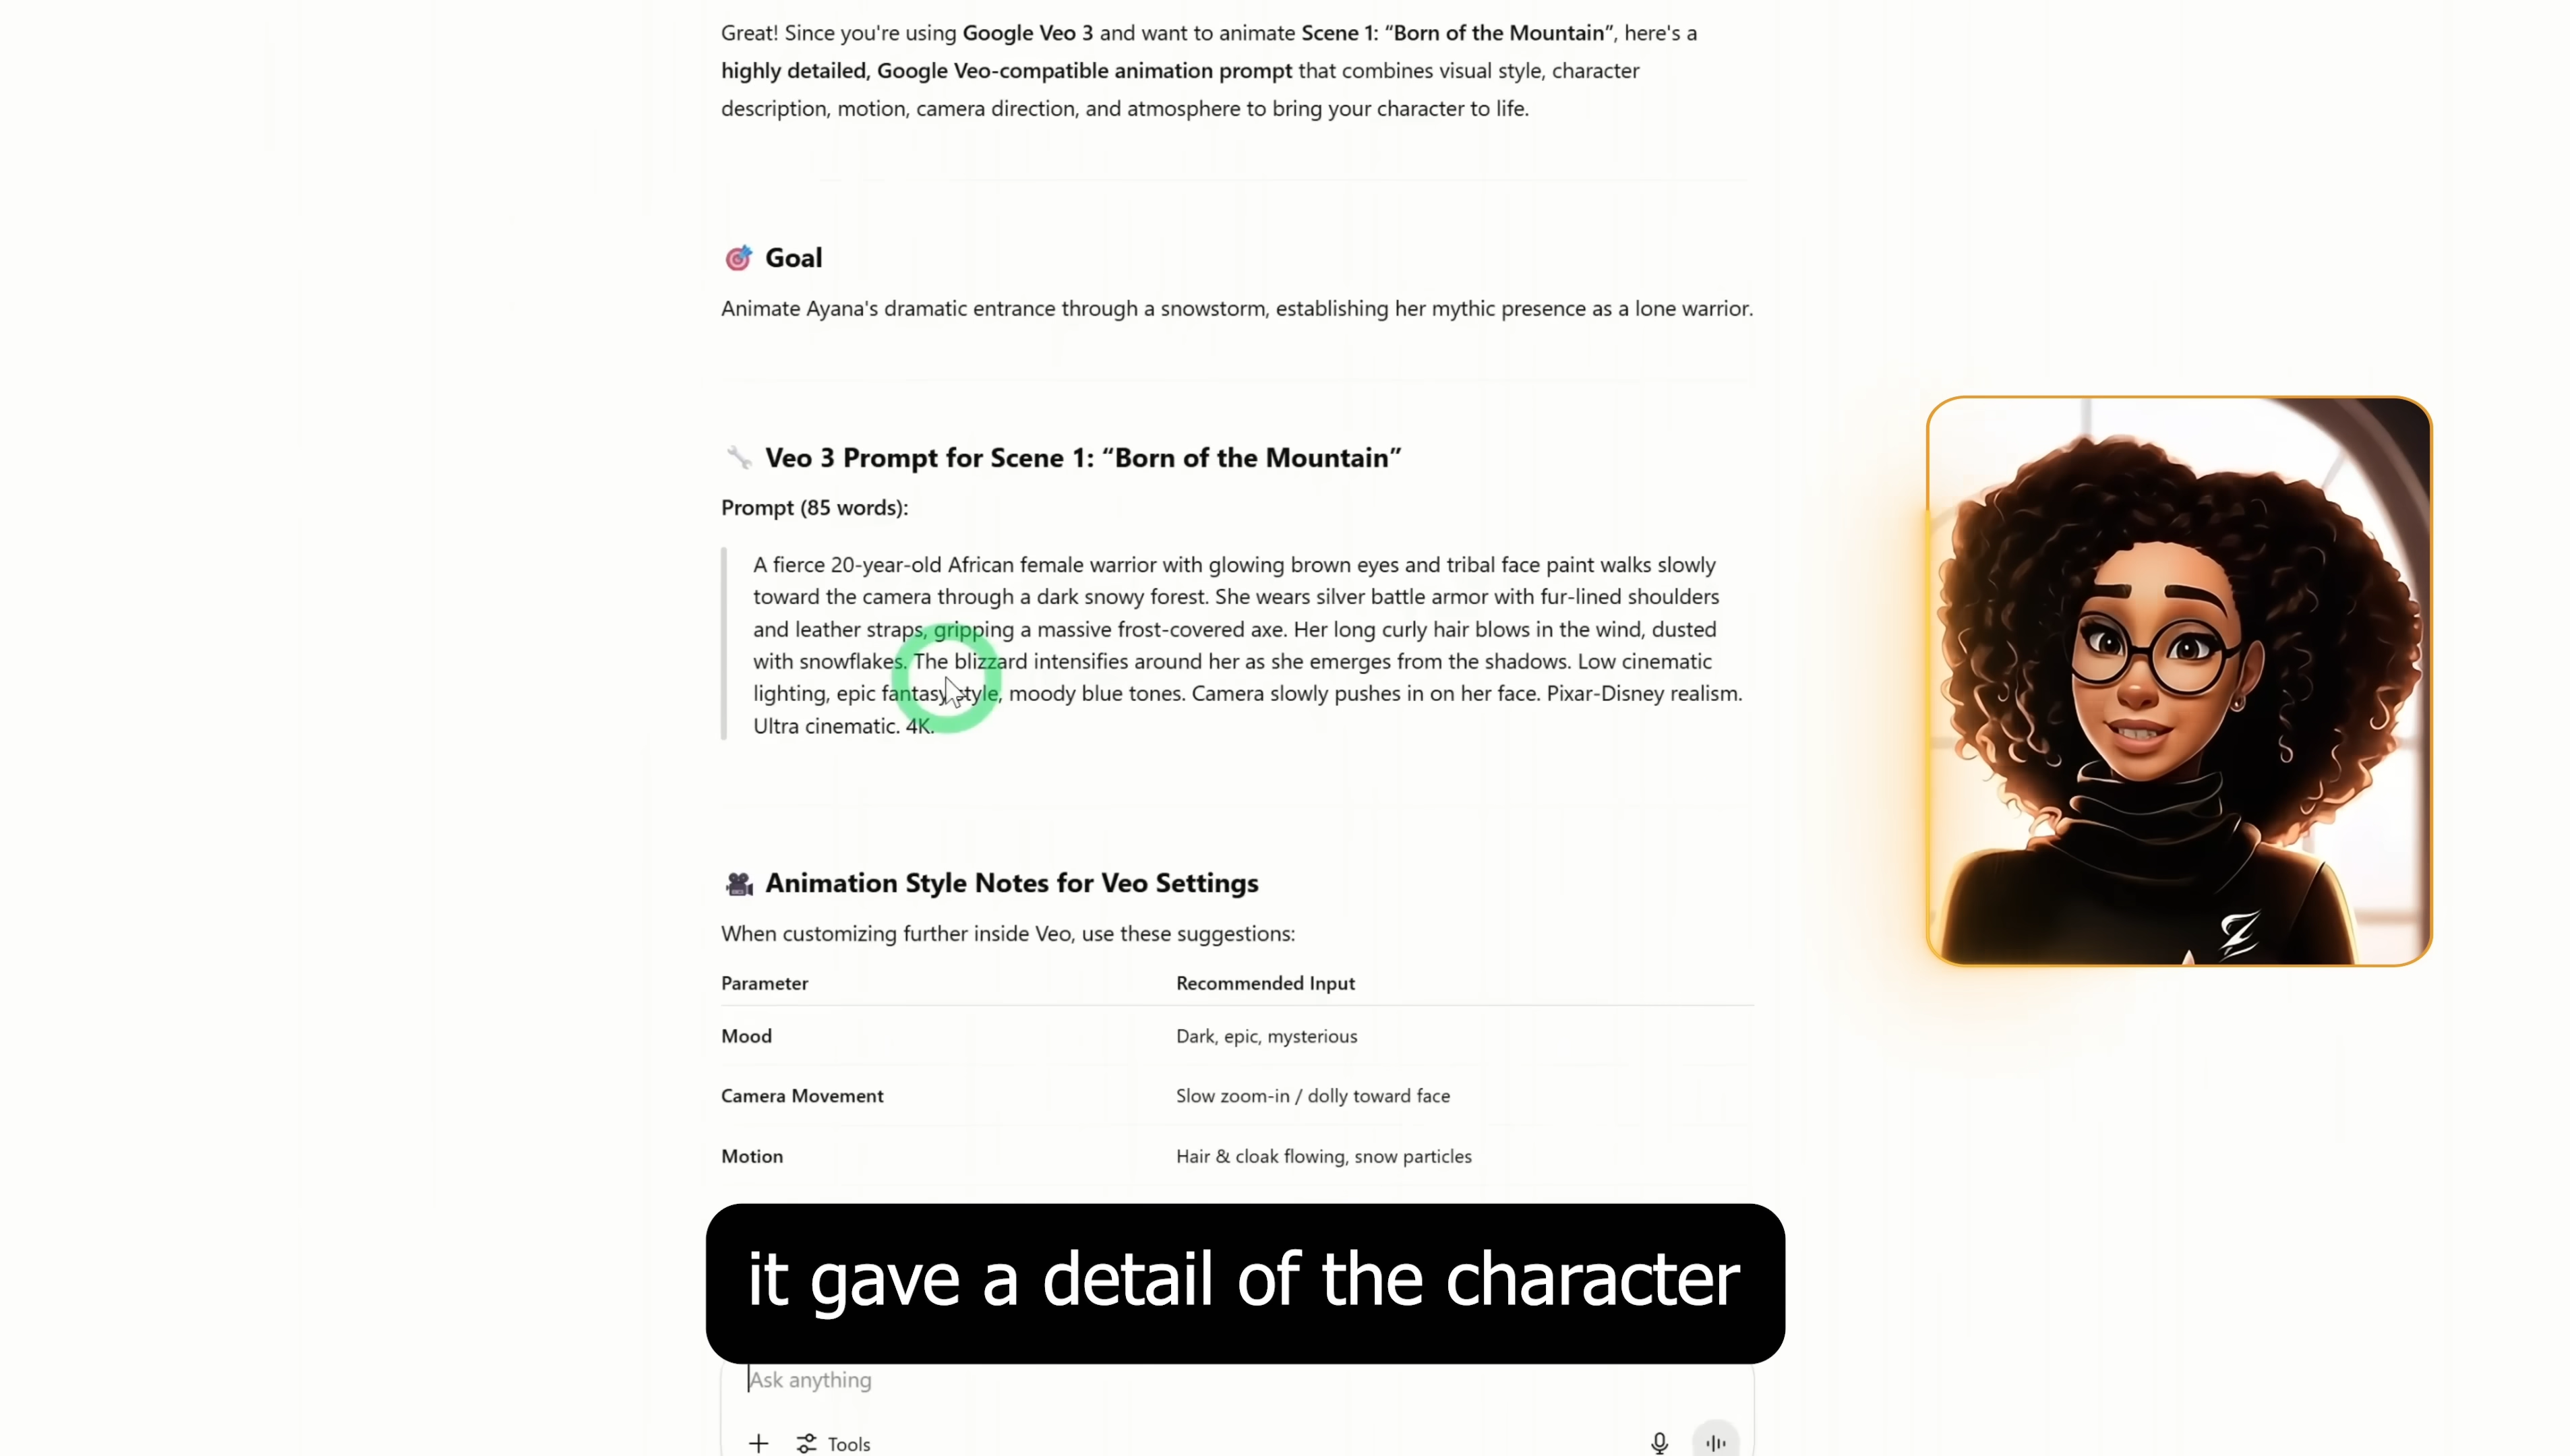 Great! Since you're using Google Veo 3 and want to animate Scene 1: “Born of the Mountain”, here's a
highly detailed, Google Veo-compatible animation prompt that combines visual style, character
description, motion, camera direction, and atmosphere to bring your character to life.
Goal
Animate Ayana's dramatic entrance through a snowstorm, establishing her mythic presence as a lone warrior.
Veo 3 Prompt for Scene 1: “Born of the Mountain”
Prompt (85 words):
A fierce 20-year-old African female warrior with glowing brown eyes and tribal face paint walks slowly
toward the camera through a dark snowy forest. She wears silver battle armor with fur-lined shoulders
and leather straps, gripping a massive frost-covered axe. Her long curly hair blows in the wind, dusted
with snowflakes. The blizzard intensifies around her as she emerges from the shadows. Low cinematic
lighting, epic fantasy style, moody blue tones. Camera slowly pushes in on her face. Pixar-Disney realism.
Ultra cinematic. 4K.
Animation Style Notes for Veo Settings
When customizing further inside Veo, use these suggestions:
Parameter Recommended Input
Mood Dark, epic, mysterious
Camera Movement Slow zoom-in / dolly toward face
Motion Hair & cloak flowing, snow particles
it gave a detail of the character
Ask anything
Tools